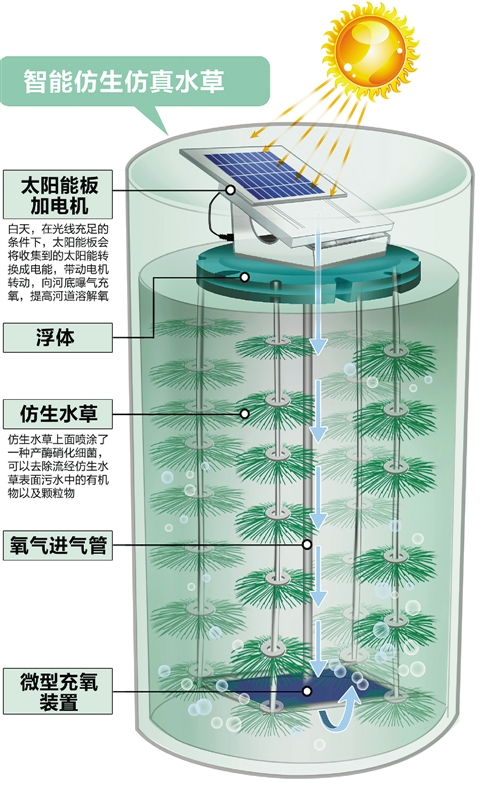 智能仿生仿真水草
太阳能板
加电机
白天，在光线充足的
条件下，太阳能板会
将收集到的太阳能转
换成电能，带动电机
转动，向河底曝气充
氧，提高河道溶解氧
浮体
仿生水草
仿生水草上面喷涂了
一种产酶硝化细菌，
可以去除流经仿生水
草表面污水中的有机
物以及颗粒物
氧气进气管
微型充氧
装置